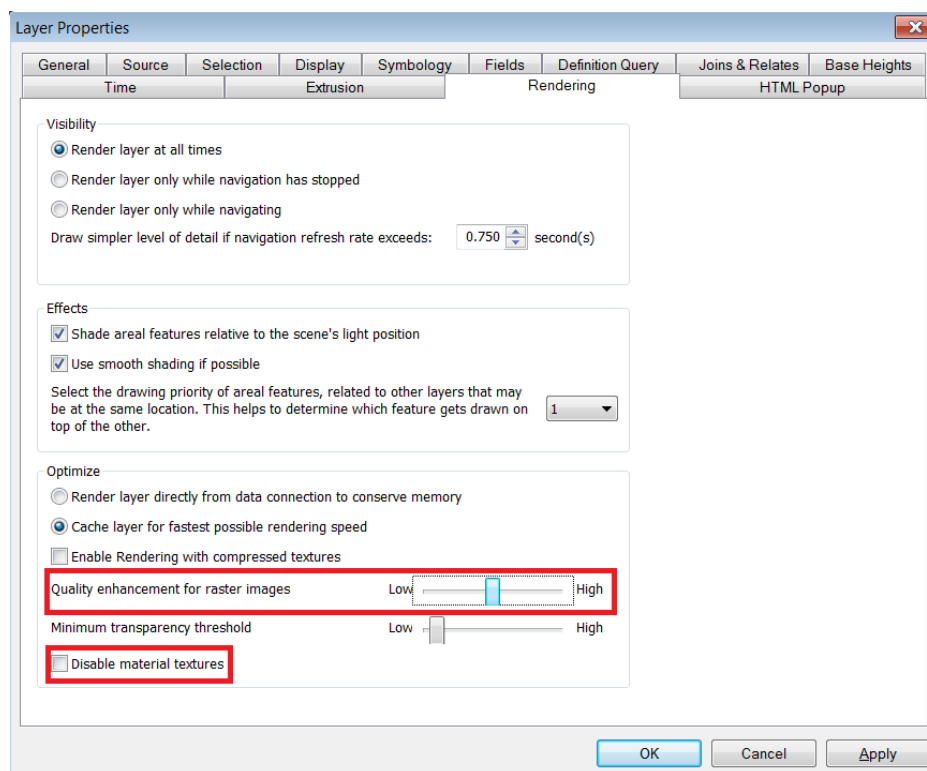 Layer Properties
General Source Selection Display Symbology Fields Definition Query Joins & Relates Base Heights
Time Extrusion Rendering HTML Popup
Visibility
Render layer at all times
Render layer only while navigation has stopped
Render layer only while navigating
Draw simpler level of detail if navigation refresh rate exceeds: 0.750 second(s)
Effects
Shade areal features relative to the scene's light position
Use smooth shading if possible
Select the drawing priority of areal features, related to other layers that may
be at the same location. This helps to determine which feature gets drawn on 1
top of the other.
Optimize
Render layer directly from data connection to conserve memory
Cache layer for fastest possible rendering speed
Enable Rendering with compressed textures
Quality enhancement for raster images Low High
Minimum transparency threshold Low High
Disable material textures
OK Cancel Apply